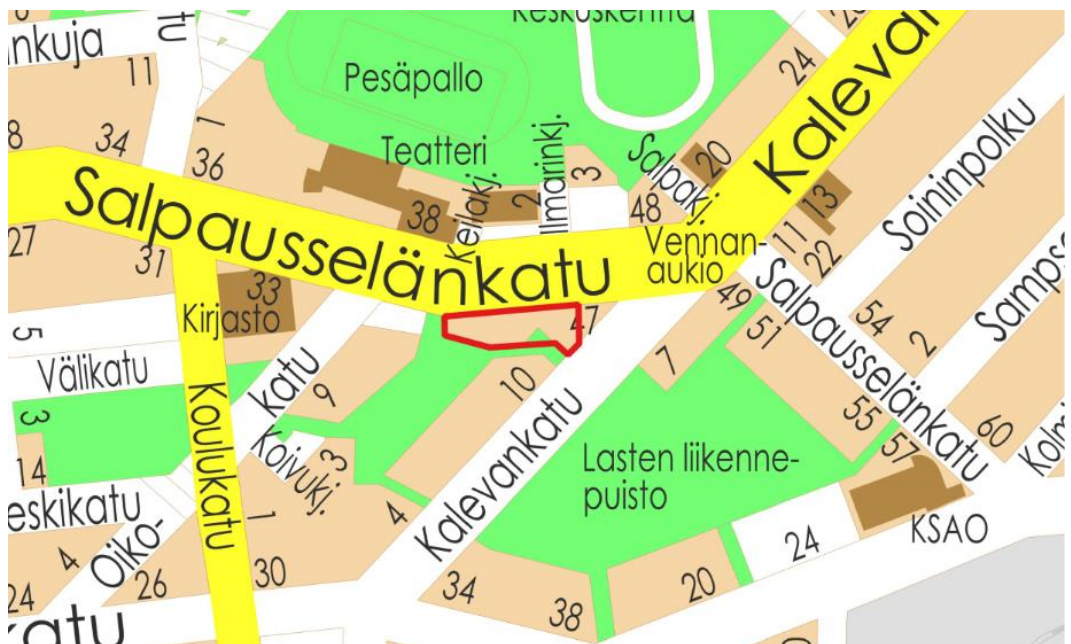 nkuja
tu
11
Pesäpallo
Keskuskenttä
24
8
34
1
36
Teatteri
Keilakj.
38
2
Ilmarinkj.
3
Salpakj.
20
48
Kaleva
13
11
22
Soininpolku
Vennan-
aukio
Salpausselänkatu
27
31
33
Kirjasto
47
49
51
Salpausselänkatu
54
2
Samps
5
Välikatu
katu
9
10
7
3
14
Koulukatu
Koivukj.
3
4
Kalevankatu
Lasten liikenne-
puisto
55
57
60
Kolm
eskikatu
Oiko-
4
24
26
1
30
34
38
20
24
KSAO
katu